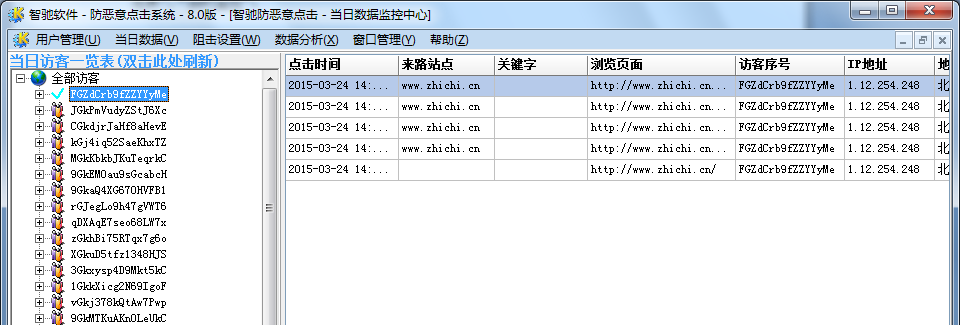 智驰软件 - 防恶意点击系统 - 8.0版 - [智驰防恶意点击 - 当日数据监控中心]
用户管理(U) 当日数据(V) 阻击设置(W) 数据分析(X) 窗口管理(Y) 帮助(Z)
当日访客一览表(双击此处刷新)
全部访客
FGZdCrb9fZZYYyMe
JGkPmVudyZStJ6Xc
CGkdjrJaHf8aHevE
kGj4iq52SaeKhxTZ
MGkKbkbJKuTeqrkC
9GkEMOau9sGcabcH
9GkaQ4XG67OHVFB1
rGJegLo9h47gVWT6
qDXAqE7seo68LW7x
zGkhBi75RTqx7g6o
XGkuD5tfz1348HJS
3Gkxysp4D9Mkt5kC
1GkkXicg2N69IgoF
vGkj378kQtAw7Pwp
9GkMTKuAKnOLeUkC
点击时间 来路站点 关键字 浏览页面 访客序号 IP地址 地
2015-03-24 14:... www.zhichi.cn http://www.zhichi.cn... FGZdCrb9fZZYYyMe 1.12.254.248 北
2015-03-24 14:... www.zhichi.cn http://www.zhichi.cn... FGZdCrb9fZZYYyMe 1.12.254.248 北
2015-03-24 14:... www.zhichi.cn http://www.zhichi.cn... FGZdCrb9fZZYYyMe 1.12.254.248 北
2015-03-24 14:... www.zhichi.cn http://www.zhichi.cn... FGZdCrb9fZZYYyMe 1.12.254.248 北
2015-03-24 14:... http://www.zhichi.cn/ FGZdCrb9fZZYYyMe 1.12.254.248 北